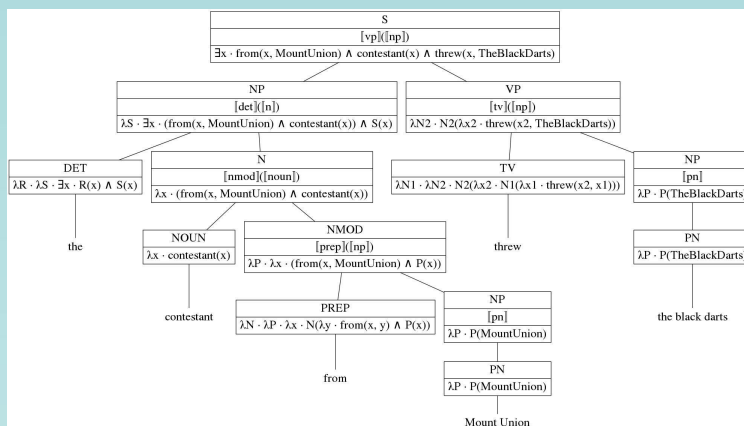 S
⟦vp⟧(⟦np⟧)
∃x · from(x, MountUnion) ∧ contestant(x) ∧ threw(x, TheBlackDarts)
NP
⟦det⟧(⟦n⟧)
λS · ∃x · (from(x, MountUnion) ∧ contestant(x)) ∧ S(x)
VP
⟦tv⟧(⟦np⟧)
λN2 · N2(λx2 · threw(x2, TheBlackDarts))
DET
λR · λS · ∃x · R(x) ∧ S(x)
N
⟦nmod⟧(⟦noun⟧)
λx · (from(x, MountUnion) ∧ contestant(x))
TV
λN1 · λN2 · N2(λx2 · N1(λx1 · threw(x2, x1)))
NP
⟦pn⟧
λP · P(TheBlackDarts
the
NOUN
λx · contestant(x)
NMOD
⟦prep⟧(⟦np⟧)
λP · λx · (from(x, MountUnion) ∧ P(x))
threw
PN
λP · P(TheBlackDarts
contestant
PREP
λN · λP · λx · N(λy · from(x, y) ∧ P(x))
NP
⟦pn⟧
λP · P(MountUnion)
the black darts
from
PN
λP · P(MountUnion)
Mount Union